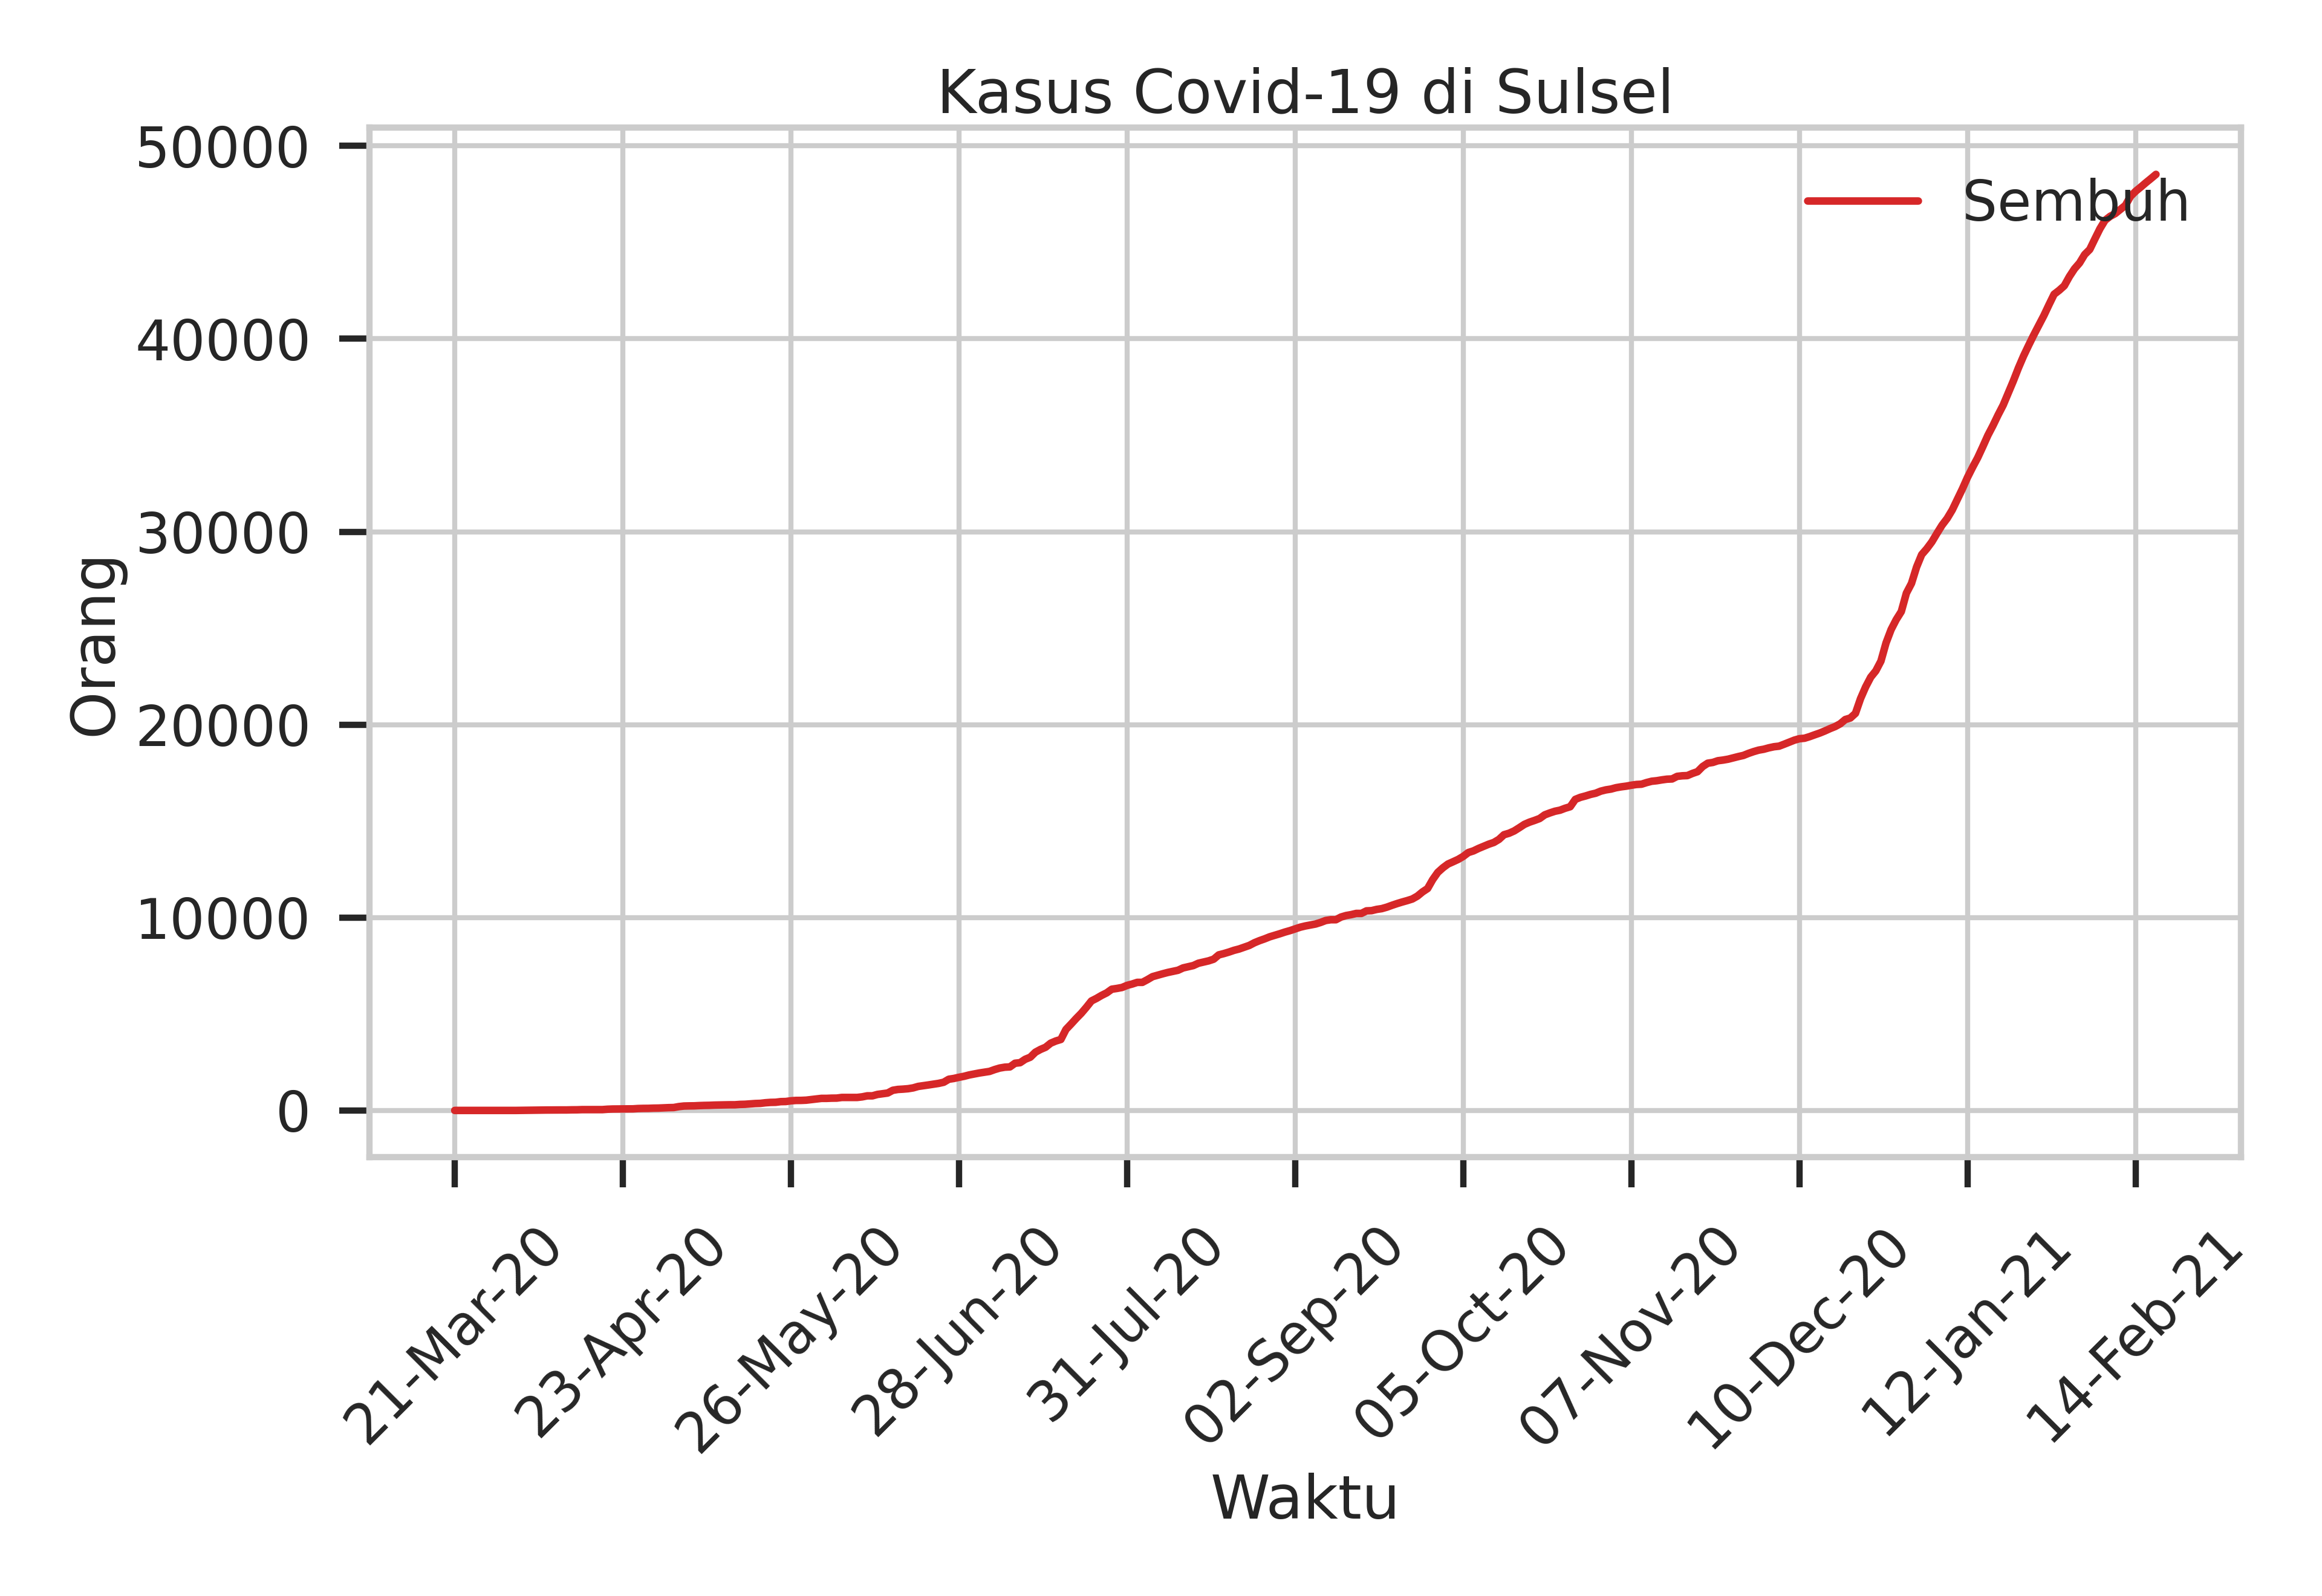 Kasus Covid-19 di Sulsel
Sembuh
Orang
50000
40000
30000
20000
10000
0
21-Mar-20
23-Apr-20
26-May-20
28-Jun-20
31-Jul-20
02-Sep-20
05-Oct-20
07-Nov-20
10-Dec-20
12-Jan-21
14-Feb-21
Waktu